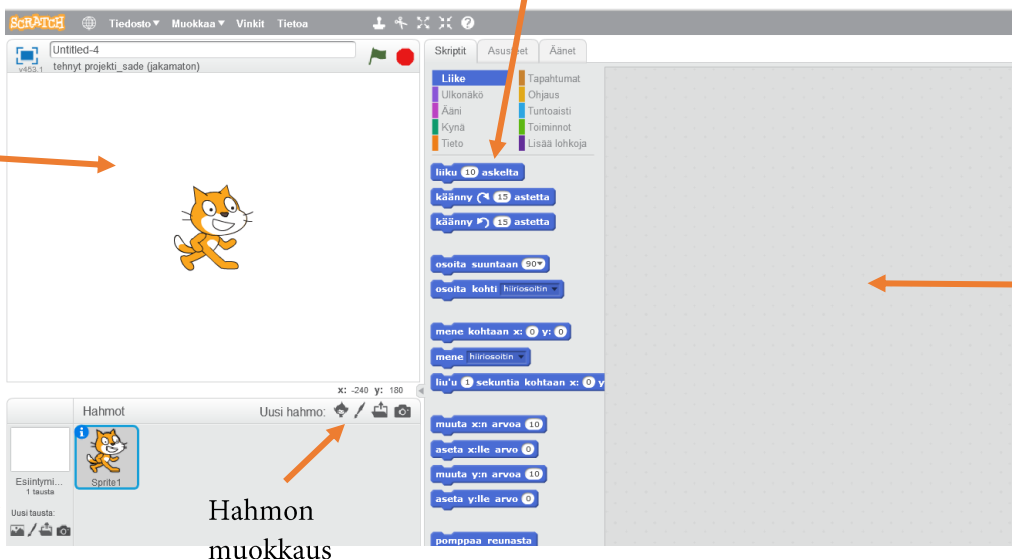 SCRATCH Tiedosto▼ Muokkaa▼ Vinkit Tietoa
Untitled-4
v453.1 tehnyt projekti_sade (jakamaton)
Skriptit Asusteet Äänet
Liike Tapahtumat
Ulkonäkö Ohjaus
Ääni Tuntoaisti
Kynä Toiminnot
Tieto Lisää lohkoja
liiku 10 askelta
käänny ↻ 15 astetta
käänny ↺ 15 astetta
osoita suuntaan 90▼
osoita kohti hiiriosoitin
mene kohtaan x: 0 y: 0
mene hiiriosoitin
liu'u 1 sekuntia kohtaan x: 0 y
muuta x:n arvoa 10
aseta x:lle arvo 0
muuta y:n arvoa 10
aseta y:lle arvo 0
pomppaa reunasta
x: -240 y: 180
Hahmot Uusi hahmo:
Sprite1
Esiintymi...
1 tausta
Uusi tausta:
Hahmon
muokkaus